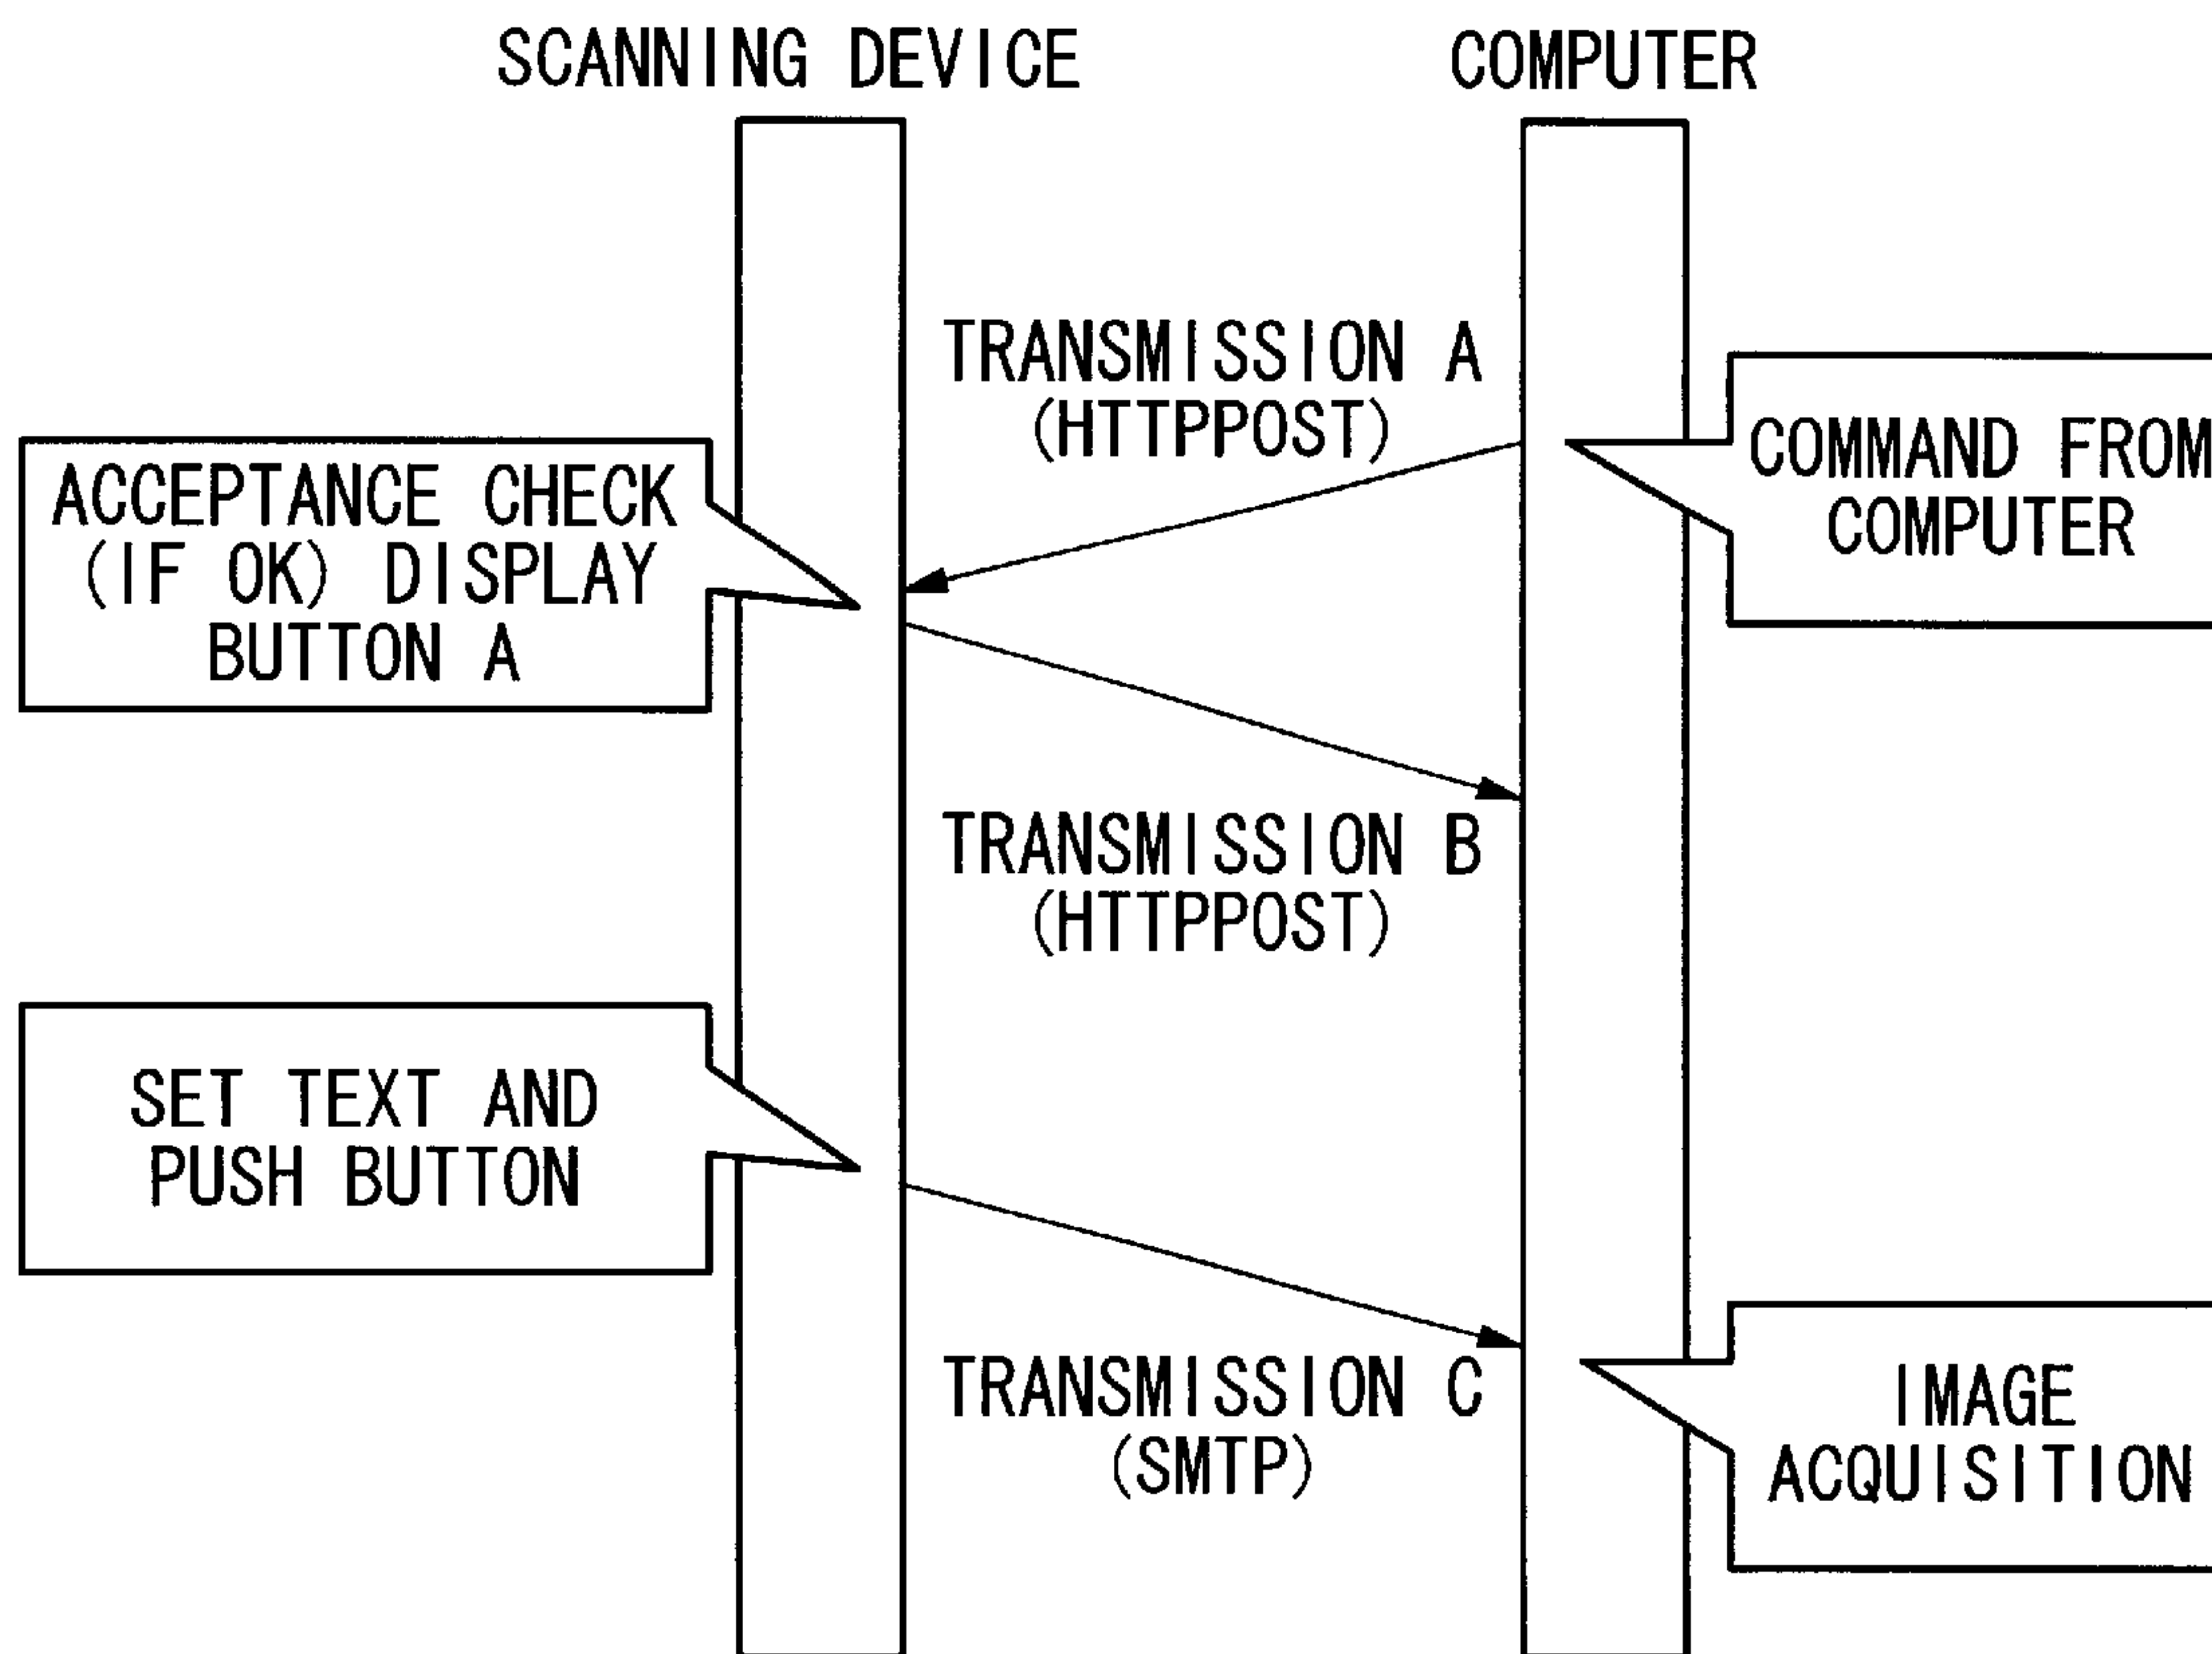 SCANNING DEVICE
COMPUTER
TRANSMISSION A
(HTTPPOST)
COMMAND FROM
COMPUTER
ACCEPTANCE CHECK
(IF OK) DISPLAY
BUTTON A
TRANSMISSION B
(HTTPPOST)
SET TEXT AND
PUSH BUTTON
TRANSMISSION C
(SMTP)
IMAGE
ACQUISITION